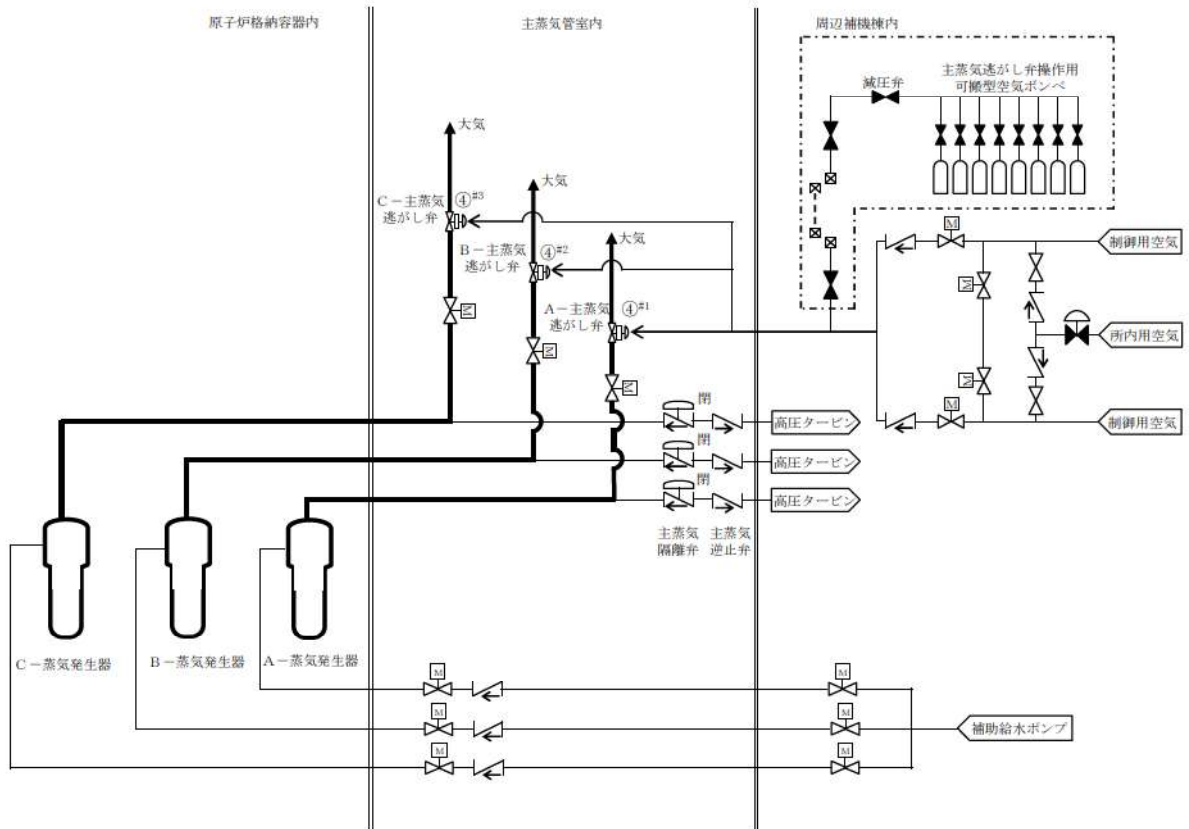 原子炉格納容器内
主蒸気管室内
周辺補機棟内
主蒸気逃がし弁操作用
可搬型空気ボンベ
減圧弁
大気
C－主蒸気
逃がし弁
④#3
大気
B－主蒸気
逃がし弁
④#2
大気
A－主蒸気
逃がし弁
④#1
M
M
M
M
制御用空気
M
所内用空気
M
M
制御用空気
閉
高圧タービン
閉
高圧タービン
閉
高圧タービン
主蒸気
隔離弁
主蒸気
逆止弁
C－蒸気発生器
B－蒸気発生器
A－蒸気発生器
M
M
M
M
補助給水ポンプ
M
M